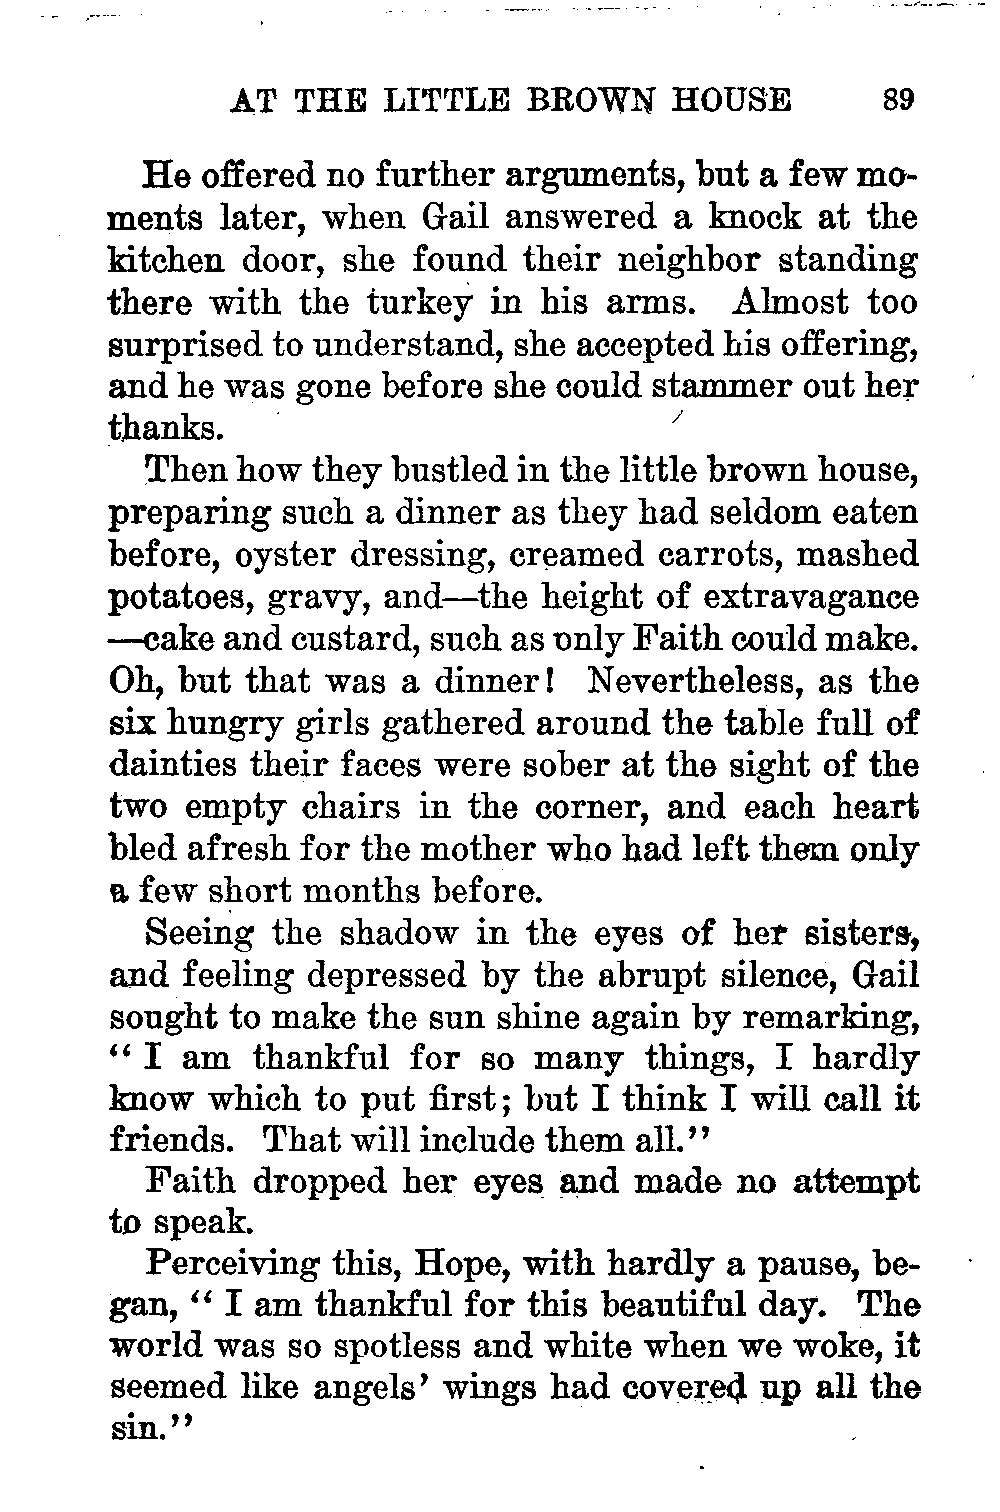 AT THE LITTLE BROWN HOUSE 89
He offered no further arguments, but a few mo-
ments later, when Gail answered a knock at the
kitchen door, she found their neighbor standing
there with the turkey in his arms. Almost too
surprised to understand, she accepted his offering,
and he was gone before she could stammer out her
thanks.
Then how they bustled in the little brown house,
preparing such a dinner as they had seldom eaten
before, oyster dressing, creamed carrots, mashed
potatoes, gravy, and—the height of extravagance
—cake and custard, such as only Faith could make.
Oh, but that was a dinner! Nevertheless, as the
six hungry girls gathered around the table full of
dainties their faces were sober at the sight of the
two empty chairs in the corner, and each heart
bled afresh for the mother who had left them only
a few short months before.
Seeing the shadow in the eyes of her sisters,
and feeling depressed by the abrupt silence, Gail
sought to make the sun shine again by remarking,
“ I am thankful for so many things, I hardly
know which to put first; but I think I will call it
friends. That will include them all.”
Faith dropped her eyes and made no attempt
to speak.
Perceiving this, Hope, with hardly a pause, be-
gan, “ I am thankful for this beautiful day. The
world was so spotless and white when we woke, it
seemed like angels’ wings had covered up all the
sin.”